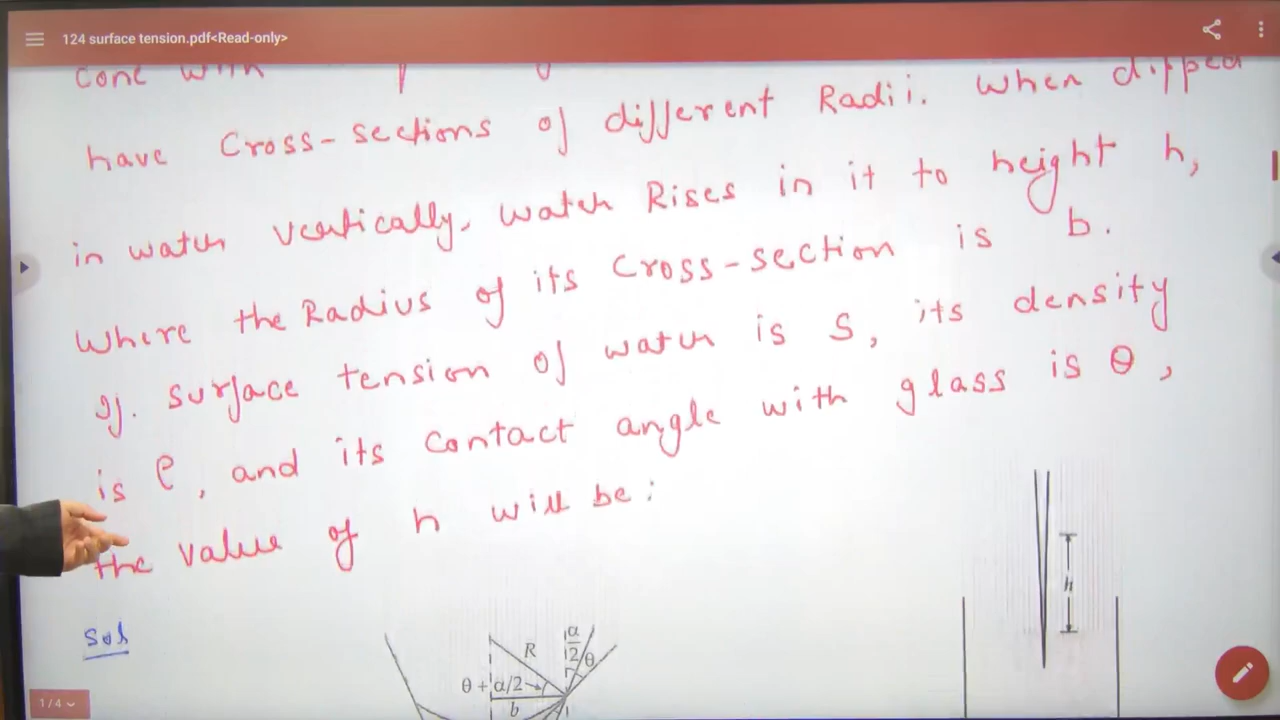 124 surface tension.pdf<Read-only>
cone with
have cross-sections of different Radii. when dipped
in water vertically, water Rises in it to height h,
where the Radius of its cross-section is b.
If. surface tension of water is S, its density
is ρ, and its contact angle with glass is θ,
the value of h will be:
Sol
h
α
2
R
θ
θ + α/2
b
1/4